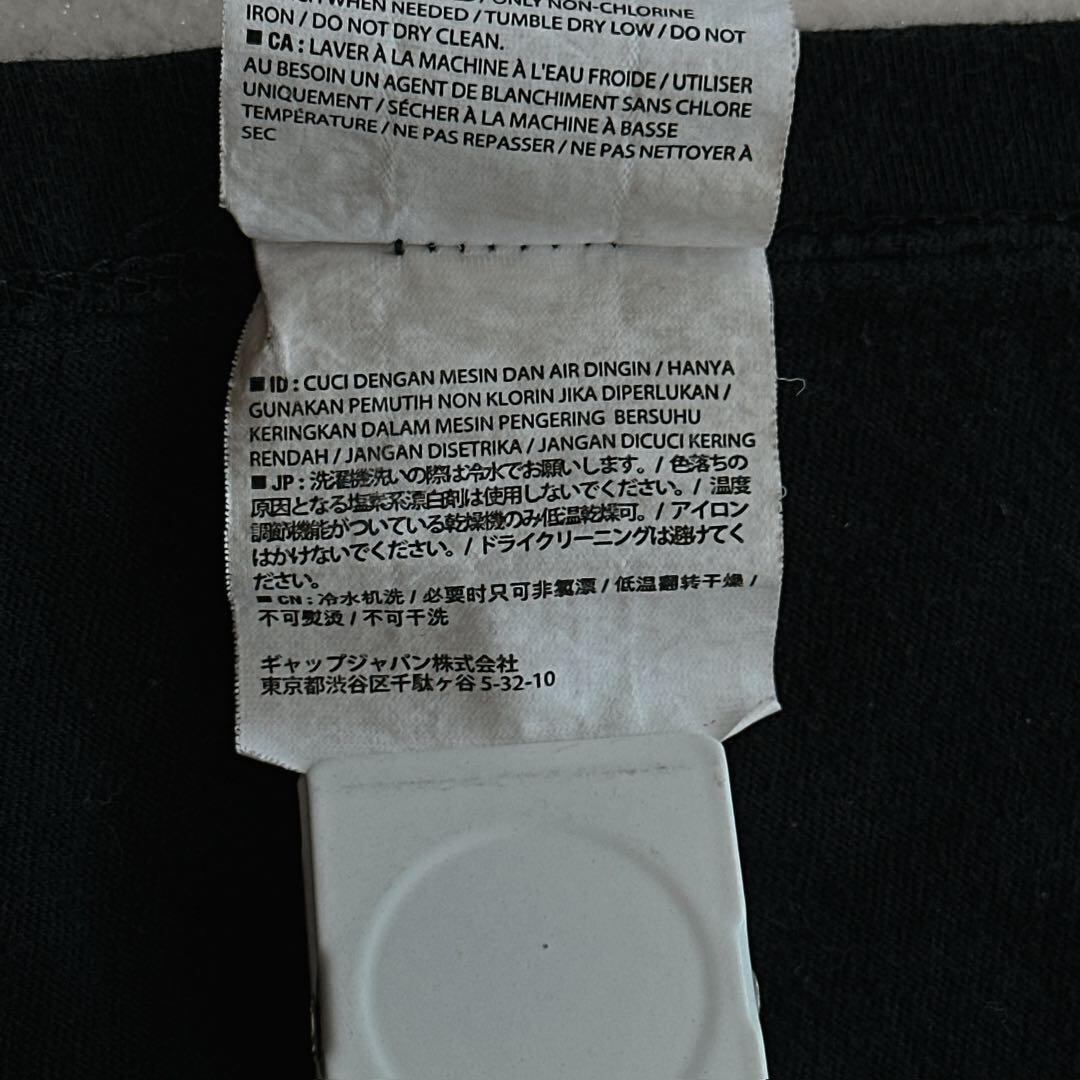 ONLY NON-CHLORINE
WHEN NEEDED / TUMBLE DRY LOW / DO NOT
IRON / DO NOT DRY CLEAN.
■ CA : LAVER À LA MACHINE À L'EAU FROIDE / UTILISER
AU BESOIN UN AGENT DE BLANCHIMENT SANS CHLORE
UNIQUEMENT / SÉCHER À LA MACHINE À BASSE
TEMPÉRATURE / NE PAS REPASSER / NE PAS NETTOYER À
SEC
■ ID : CUCI DENGAN MESIN DAN AIR DINGIN / HANYA
GUNAKAN PEMUTIH NON KLORIN JIKA DIPERLUKAN /
KERINGKAN DALAM MESIN PENGERING BERSUHU
RENDAH / JANGAN DISETRIKA / JANGAN DICUCI KERING
■ JP : 洗濯機洗いの際は冷水でお願いします。/ 色落ちの
原因となる塩素系漂白剤は使用しないでください。/ 温度
調節機能がついている乾燥機のみ低温乾燥可。/ アイロン
はかけないでください。/ ドライクリーニングは避けてく
ださい。
■ CN : 冷水机洗 / 必要时只可非氯漂 / 低温翻转干燥 /
不可熨烫 / 不可干洗
ギャップジャパン株式会社
東京都渋谷区千駄ヶ谷 5-32-10